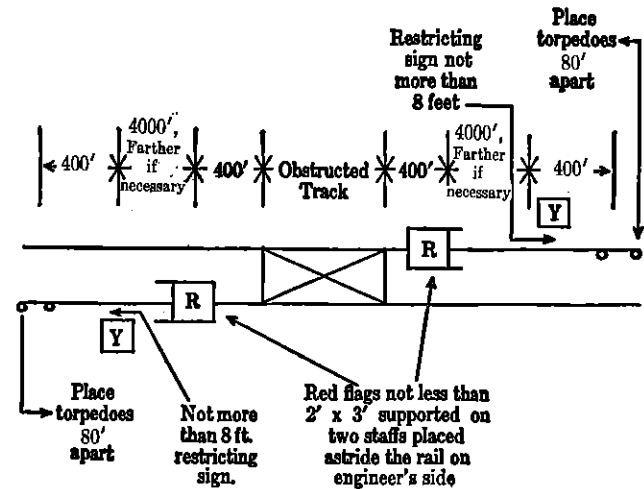 Place
torpedoes
80'
apart
Restricting
sign not
more than
8 feet
400'
4000',
Farther
if
necessary
400'
Obstructed
Track
400'
4000',
Farther
if
necessary
400'
Y
R
R
Y
Place
torpedoes
80'
apart
Not more
than 8 ft.
restricting
sign.
Red flags not less than
2' x 3' supported on
two staffs placed
astride the rail on
engineer's side